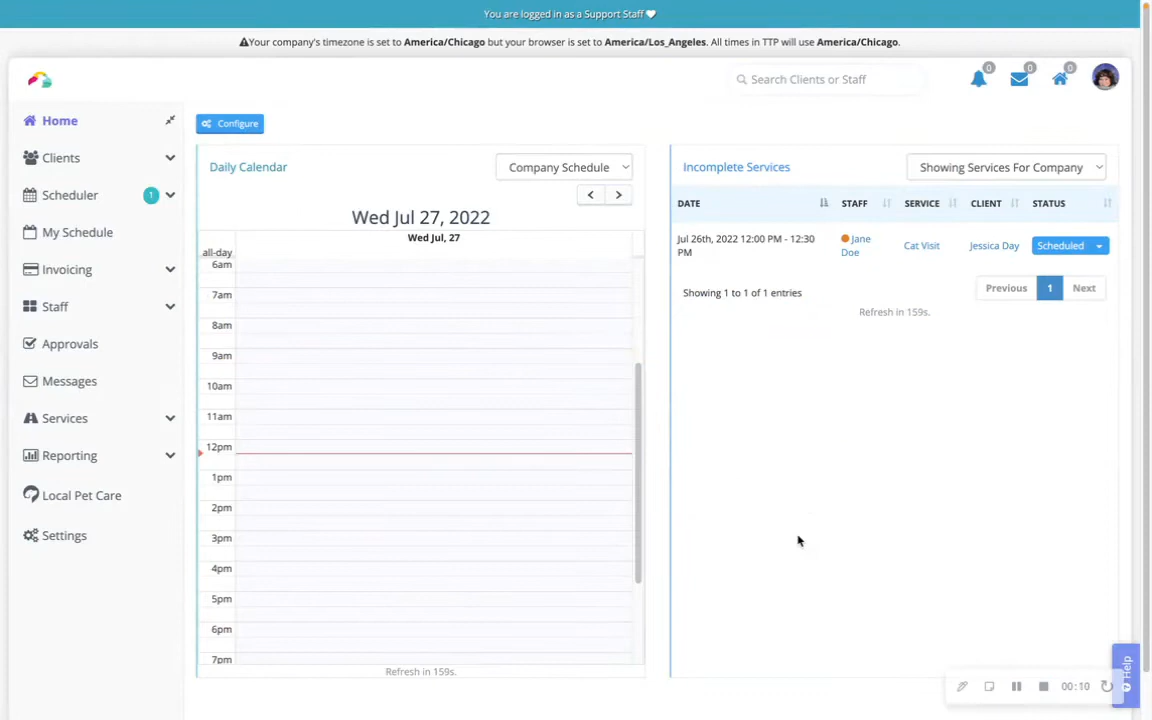 You are logged in as a Support Staff
Your company's timezone is set to America/Chicago but your browser is set to America/Los_Angeles. All times in TTP will use America/Chicago.
Search Clients or Staff
0
0
0
Home
Clients
Scheduler
1
My Schedule
Invoicing
Staff
Approvals
Messages
Services
Reporting
Local Pet Care
Settings
Configure
Daily Calendar
Company Schedule
Wed Jul 27, 2022
Wed Jul, 27
all-day
6am
7am
8am
9am
10am
11am
12pm
1pm
2pm
3pm
4pm
5pm
6pm
7pm
Refresh in 159s.
Incomplete Services
Showing Services For Company
DATE STAFF SERVICE CLIENT STATUS
Jul 26th, 2022 12:00 PM - 12:30
PM
Jane
Doe
Cat Visit
Jessica Day
Scheduled
Showing 1 to 1 of 1 entries
Previous 1 Next
Refresh in 159s.
Help
00:10